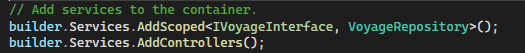 // Add services to the container.
builder.Services.AddScoped<IVoyageInterface, VoyageRepository>();
builder.Services.AddControllers();